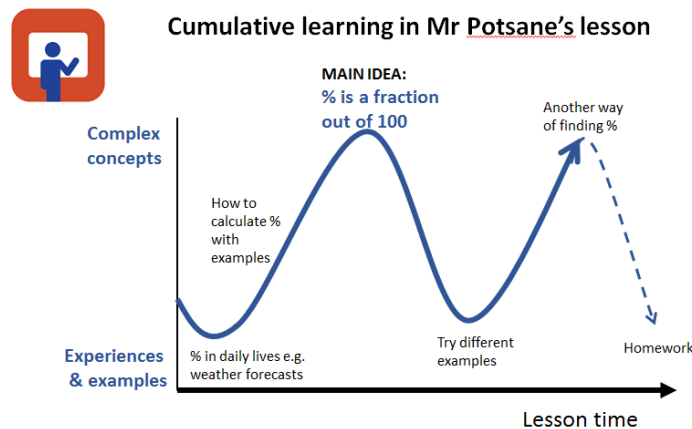 Cumulative learning in Mr Potsane's lesson
MAIN IDEA:
% is a fraction
out of 100
Another way
of finding %
Complex
concepts
How to
calculate %
with
examples
Experiences
& examples
% in daily lives e.g.
weather forecasts
Try different
examples
Homework
Lesson time